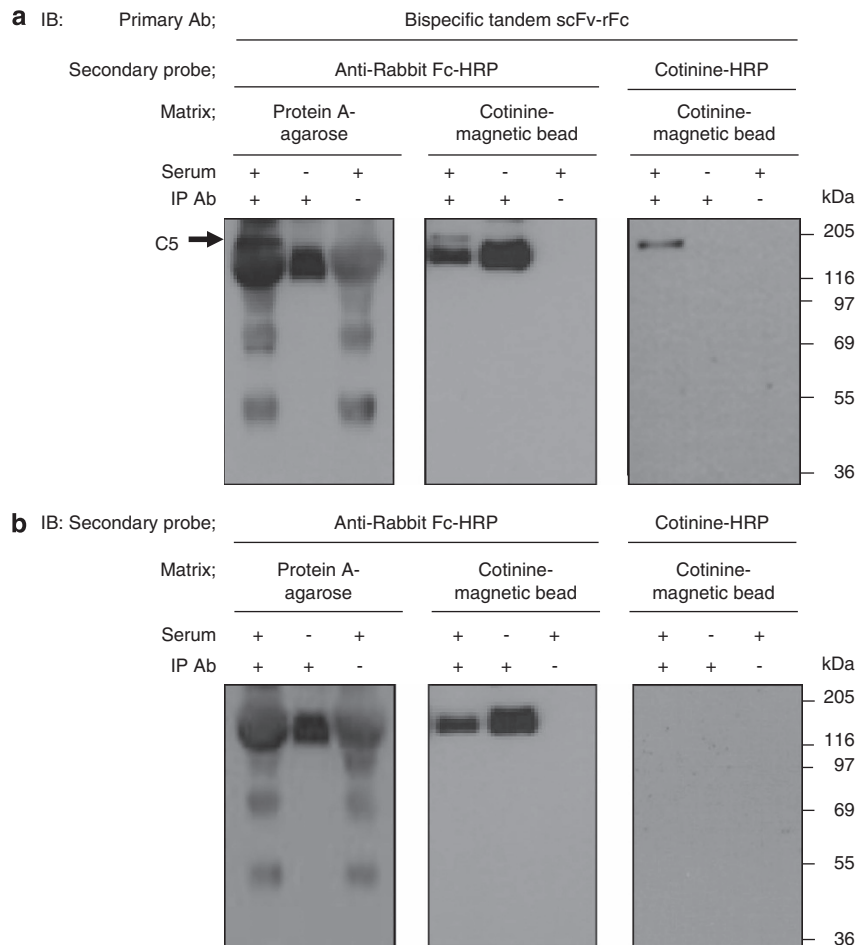 a IB: Primary Ab; Bispecific tandem scFv-rFc
Secondary probe; Anti-Rabbit Fc-HRP Cotinine-HRP
Matrix; Protein A-agarose Cotinine-magnetic bead Cotinine-magnetic bead
Serum + - + + - + + - +
IP Ab + + - + + - + + - kDa
C5
205
116
97
69
55
36
b IB: Secondary probe; Anti-Rabbit Fc-HRP Cotinine-HRP
Matrix; Protein A-agarose Cotinine-magnetic bead Cotinine-magnetic bead
Serum + - + + - + + - +
IP Ab + + - + + - + + - kDa
205
116
97
69
55
36